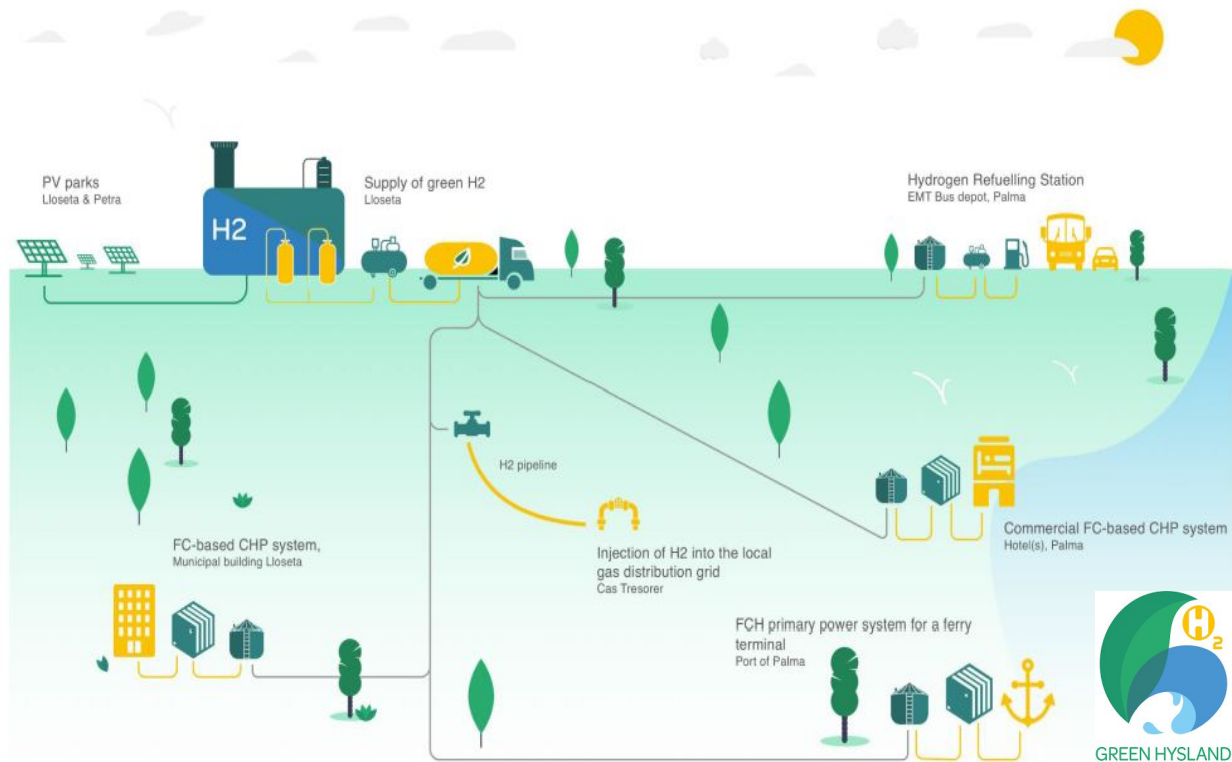 PV parks
Lloseta & Petra
H2
Supply of green H2
Lloseta
Hydrogen Refuelling Station
EMT Bus depot, Palma
H2 pipeline
Injection of H2 into the local
gas distribution grid
Cas Tresorer
FC-based CHP system,
Municipal building Lloseta
Commercial FC-based CHP system
Hotel(s), Palma
FCH primary power system for a ferry
terminal
Port of Palma
H2
GREEN HYSLAND